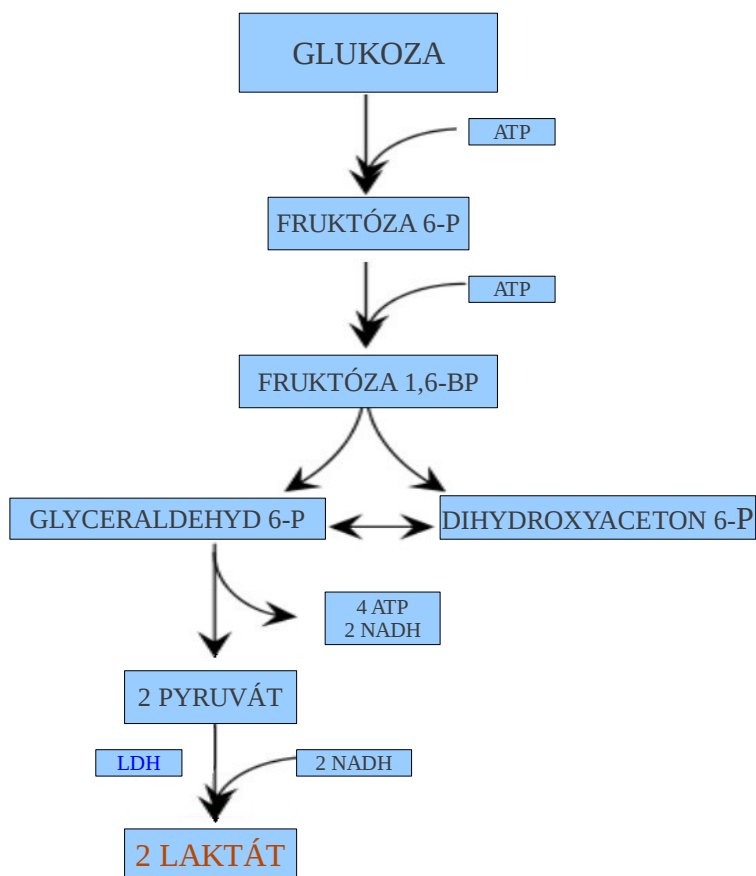 GLUKOZA
ATP
FRUKTÓZA 6-P
ATP
FRUKTÓZA 1,6-BP
GLYCERALDEHYD 6-P
DIHYDROXYACETON 6-P
4 ATP
2 NADH
2 PYRUVÁT
LDH
2 NADH
2 LAKTÁT